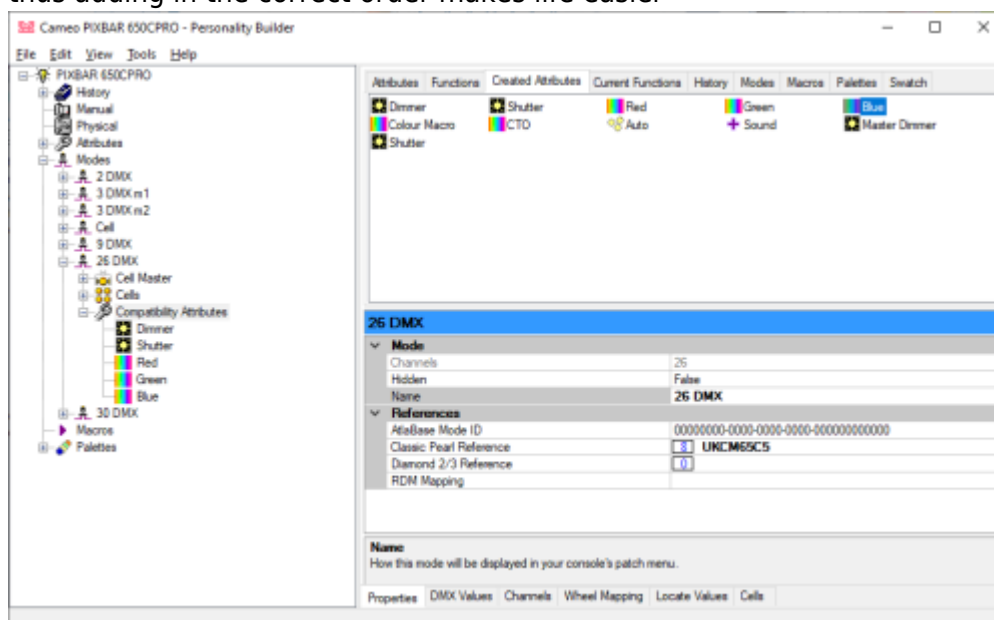 thus adding in the correct order makes life easier
Cameo PIXBAR 650CPRO - Personality Builder
File Edit View Tools Help
PIXBAR 650CPRO
History
Manual
Physical
Attributes
Modes
2 DMX
3 DMX m1
3 DMX m2
Cell
9 DMX
26 DMX
Cell Master
Cells
Compatibility Attributes
Dimmer
Shutter
Red
Green
Blue
30 DMX
Macros
Palettes
Attributes Functions Created Attributes Current Functions History Modes Macros Palettes Swatch
Dimmer Shutter Red Green Blue
Colour Macro CTO Auto Sound Master Dimmer
Shutter
26 DMX
Mode
Channels 26
Hidden False
Name 26 DMX
References
AtlaBase Mode ID 00000000-0000-0000-0000-000000000000
Classic Pearl Reference 8 UKCM65C5
Diamond 2/3 Reference 0
RDM Mapping
Name
How this mode will be displayed in your console's patch menu.
Properties DMX Values Channels Wheel Mapping Locate Values Cells